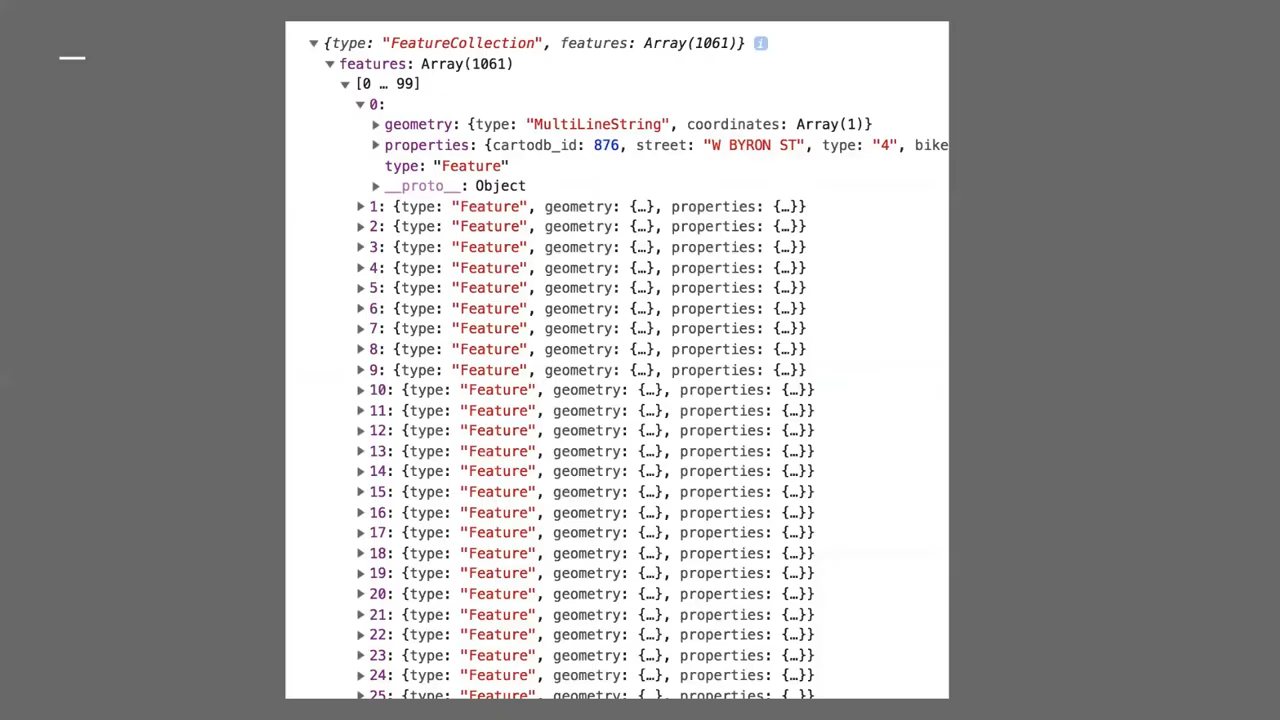 ▼{type: "FeatureCollection", features: Array(1061)} i
▼features: Array(1061)
▼[0 … 99]
▼0:
▶geometry: {type: "MultiLineString", coordinates: Array(1)}
▶properties: {cartodb_id: 876, street: "W BYRON ST", type: "4", bike
type: "Feature"
▶__proto__: Object
▶1: {type: "Feature", geometry: {…}, properties: {…}}
▶2: {type: "Feature", geometry: {…}, properties: {…}}
▶3: {type: "Feature", geometry: {…}, properties: {…}}
▶4: {type: "Feature", geometry: {…}, properties: {…}}
▶5: {type: "Feature", geometry: {…}, properties: {…}}
▶6: {type: "Feature", geometry: {…}, properties: {…}}
▶7: {type: "Feature", geometry: {…}, properties: {…}}
▶8: {type: "Feature", geometry: {…}, properties: {…}}
▶9: {type: "Feature", geometry: {…}, properties: {…}}
▶10: {type: "Feature", geometry: {…}, properties: {…}}
▶11: {type: "Feature", geometry: {…}, properties: {…}}
▶12: {type: "Feature", geometry: {…}, properties: {…}}
▶13: {type: "Feature", geometry: {…}, properties: {…}}
▶14: {type: "Feature", geometry: {…}, properties: {…}}
▶15: {type: "Feature", geometry: {…}, properties: {…}}
▶16: {type: "Feature", geometry: {…}, properties: {…}}
▶17: {type: "Feature", geometry: {…}, properties: {…}}
▶18: {type: "Feature", geometry: {…}, properties: {…}}
▶19: {type: "Feature", geometry: {…}, properties: {…}}
▶20: {type: "Feature", geometry: {…}, properties: {…}}
▶21: {type: "Feature", geometry: {…}, properties: {…}}
▶22: {type: "Feature", geometry: {…}, properties: {…}}
▶23: {type: "Feature", geometry: {…}, properties: {…}}
▶24: {type: "Feature", geometry: {…}, properties: {…}}
▶25: {type: "Feature", geometry: {…}, properties: {…}}